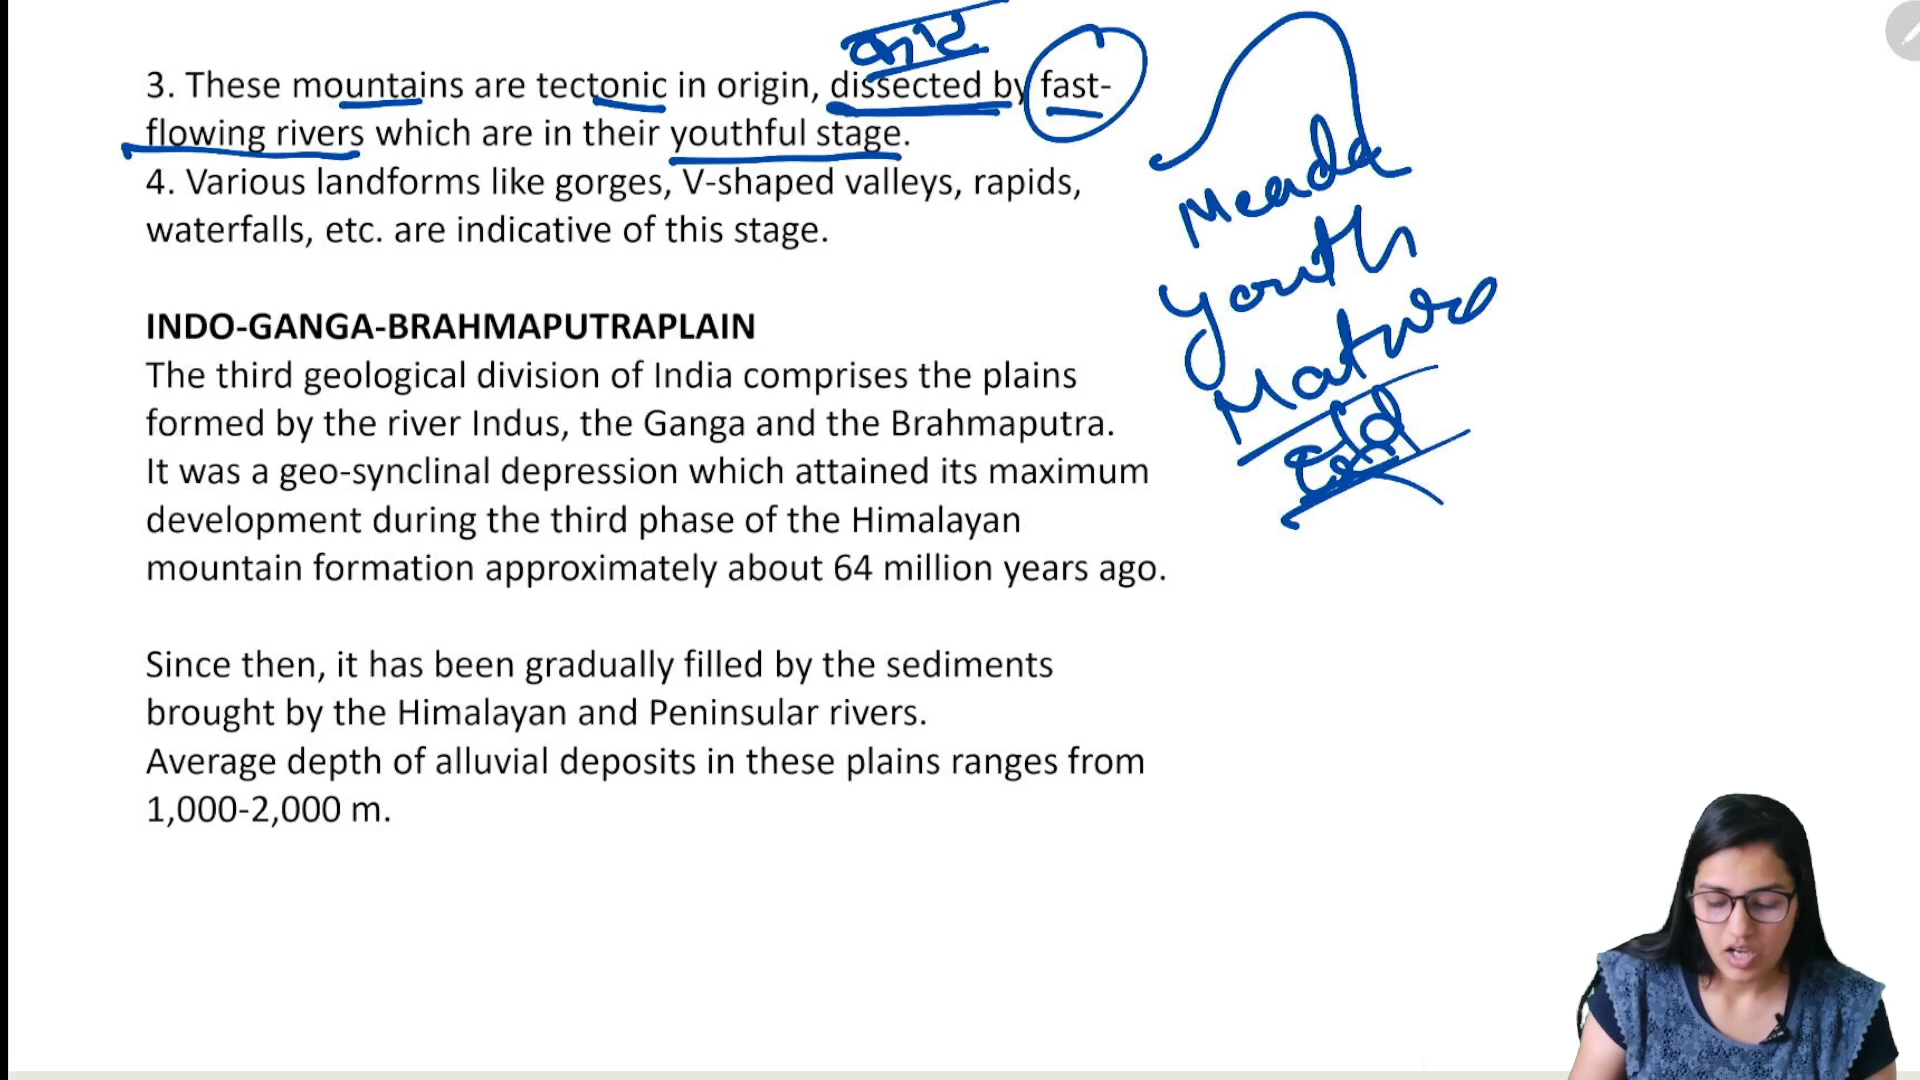 काट
3. These mountains are tectonic in origin, dissected by fast-
flowing rivers which are in their youthful stage.
4. Various landforms like gorges, V-shaped valleys, rapids,
waterfalls, etc. are indicative of this stage.
youth
Mature
old
INDO-GANGA-BRAHMAPUTRAPLAIN
The third geological division of India comprises the plains
formed by the river Indus, the Ganga and the Brahmaputra.
It was a geo-synclinal depression which attained its maximum
development during the third phase of the Himalayan
mountain formation approximately about 64 million years ago.
Since then, it has been gradually filled by the sediments
brought by the Himalayan and Peninsular rivers.
Average depth of alluvial deposits in these plains ranges from
1,000-2,000 m.